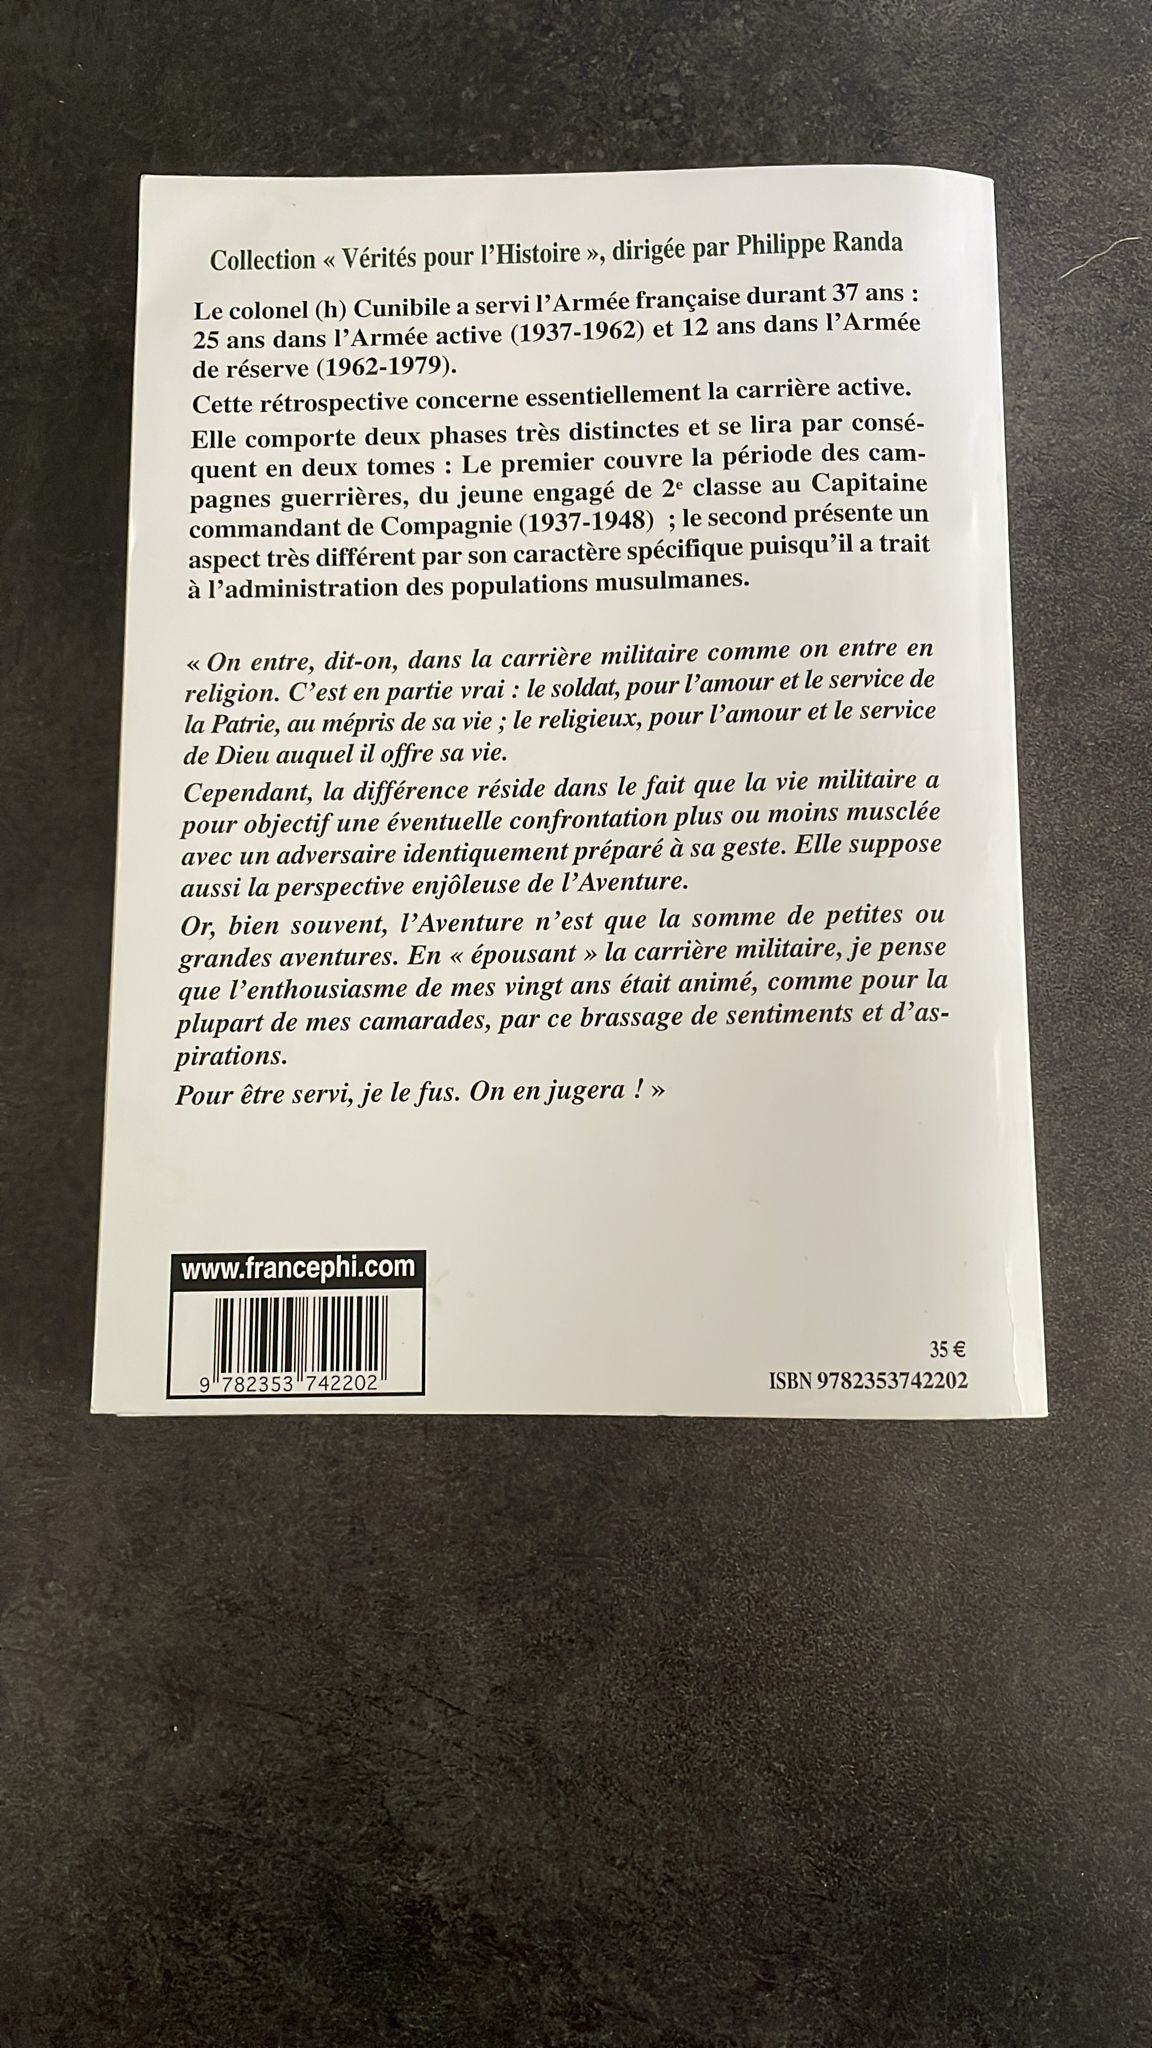 Collection « Vérités pour l'Histoire », dirigée par Philippe Randa
Le colonel (h) Cunibile a servi l'Armée française durant 37 ans :
25 ans dans l'Armée active (1937-1962) et 12 ans dans l'Armée
de réserve (1962-1979).
Cette rétrospective concerne essentiellement la carrière active.
Elle comporte deux phases très distinctes et se lira par consé-
quent en deux tomes : Le premier couvre la période des cam-
pagnes guerrières, du jeune engagé de 2e classe au Capitaine
commandant de Compagnie (1937-1948) ; le second présente un
aspect très différent par son caractère spécifique puisqu'il a trait
à l'administration des populations musulmanes.
« On entre, dit-on, dans la carrière militaire comme on entre en
religion. C'est en partie vrai : le soldat, pour l'amour et le service de
la Patrie, au mépris de sa vie ; le religieux, pour l'amour et le service
de Dieu auquel il offre sa vie.
Cependant, la différence réside dans le fait que la vie militaire a
pour objectif une éventuelle confrontation plus ou moins musclée
avec un adversaire identiquement préparé à sa geste. Elle suppose
aussi la perspective enjôleuse de l'Aventure.
Or, bien souvent, l'Aventure n'est que la somme de petites ou
grandes aventures. En « épousant » la carrière militaire, je pense
que l'enthousiasme de mes vingt ans était animé, comme pour la
plupart de mes camarades, par ce brassage de sentiments et d'as-
pirations.
Pour être servi, je le fus. On en jugera ! »
www.francephi.com
9 782353 742202
35 €
ISBN 9782353742202